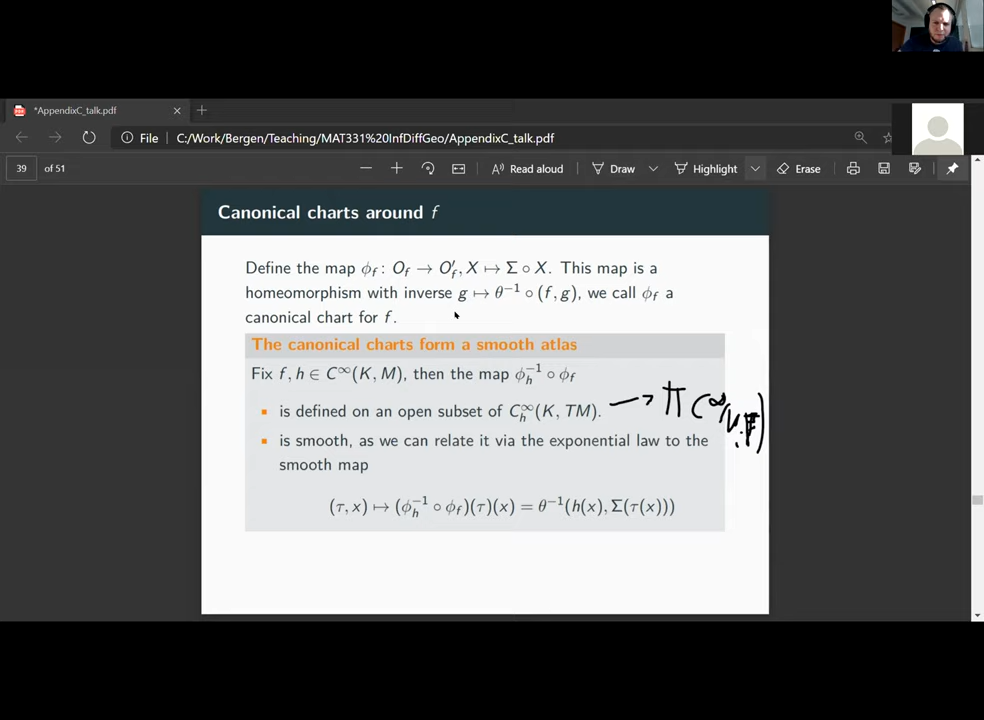 *AppendixC_talk.pdf
File C:/Work/Bergen/Teaching/MAT331%20InfDiffGeo/AppendixC_talk.pdf
39 of 51 Read aloud Draw Highlight Erase
Canonical charts around f
Define the map ϕ_f: O_f → O′_f, X ↦ Σ ∘ X. This map is a
homeomorphism with inverse g ↦ θ⁻¹ ∘ (f, g), we call ϕ_f a
canonical chart for f.
The canonical charts form a smooth atlas
Fix f, h ∈ C^∞(K, M), then the map ϕ_h⁻¹ ∘ ϕ_f
▪ is defined on an open subset of C_h^∞(K, TM). → π C^∞(
▪ is smooth, as we can relate it via the exponential law to the
smooth map
(τ, x) ↦ (ϕ_h⁻¹ ∘ ϕ_f)(τ)(x) = θ⁻¹(h(x), Σ(τ(x)))